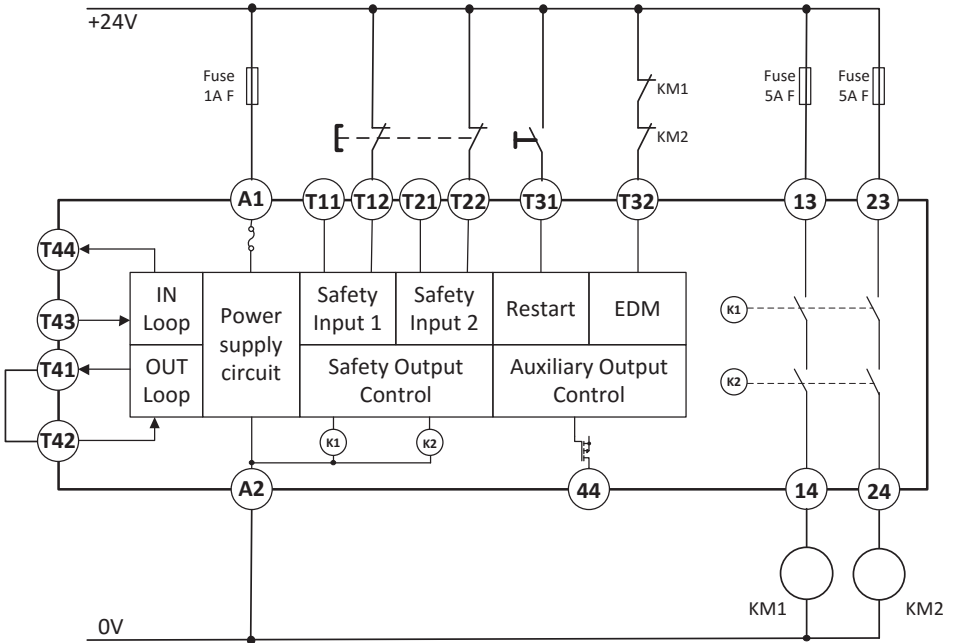 +24V
Fuse
1A F
KM1
KM2
Fuse
5A F
Fuse
5A F
A1
T11
T12
T21
T22
T31
T32
13
23
T44
T43
T41
T42
IN
Loop
OUT
Loop
Power
supply
circuit
Safety
Input 1
Safety
Input 2
Restart
EDM
Safety Output
Control
Auxiliary Output
Control
K1
K2
K1
K2
A2
44
14
24
KM1
KM2
0V